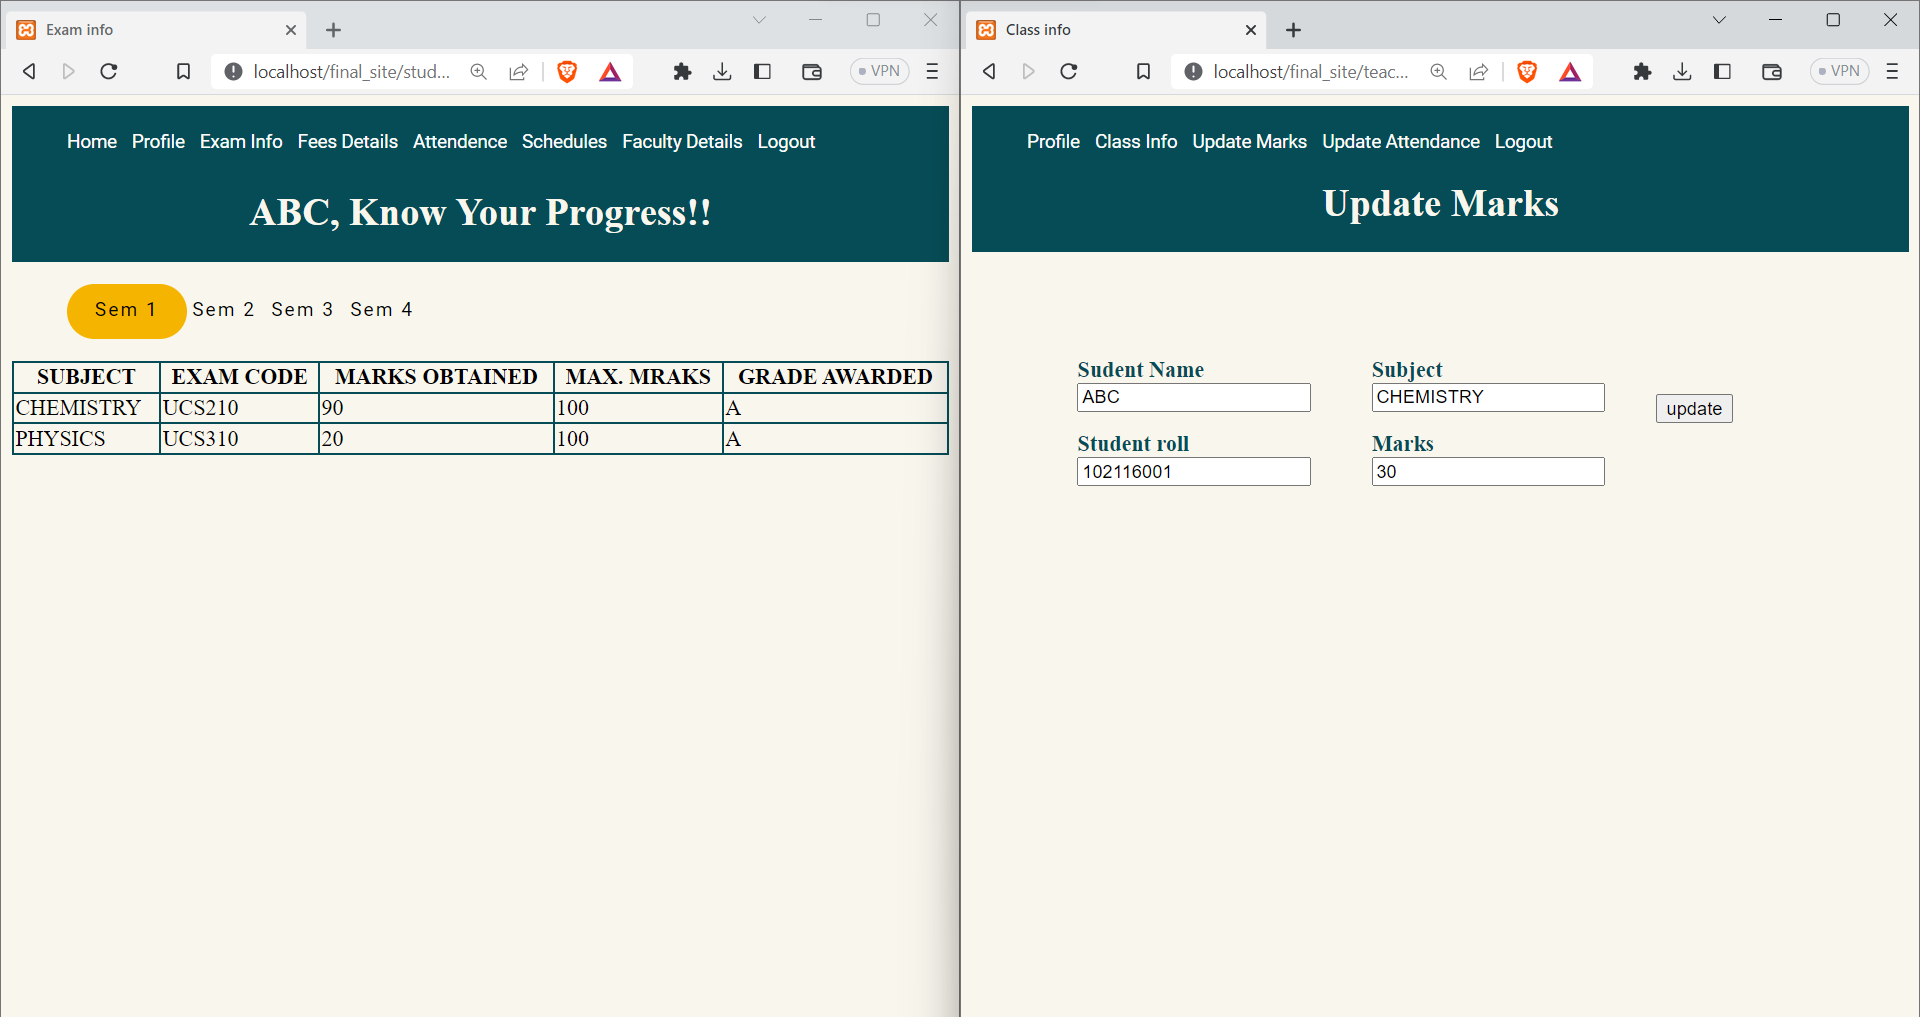 Exam info
localhost/final_site/stud...
VPN
Home Profile Exam Info Fees Details Attendence Schedules Faculty Details Logout
ABC, Know Your Progress!!
Sem 1 Sem 2 Sem 3 Sem 4
SUBJECT EXAM CODE MARKS OBTAINED MAX. MRAKS GRADE AWARDED
CHEMISTRY UCS210 90 100 A
PHYSICS UCS310 20 100 A
Class info
localhost/final_site/teac...
VPN
Profile Class Info Update Marks Update Attendance Logout
Update Marks
Sudent Name Subject
ABC CHEMISTRY
update
Student roll Marks
102116001 30